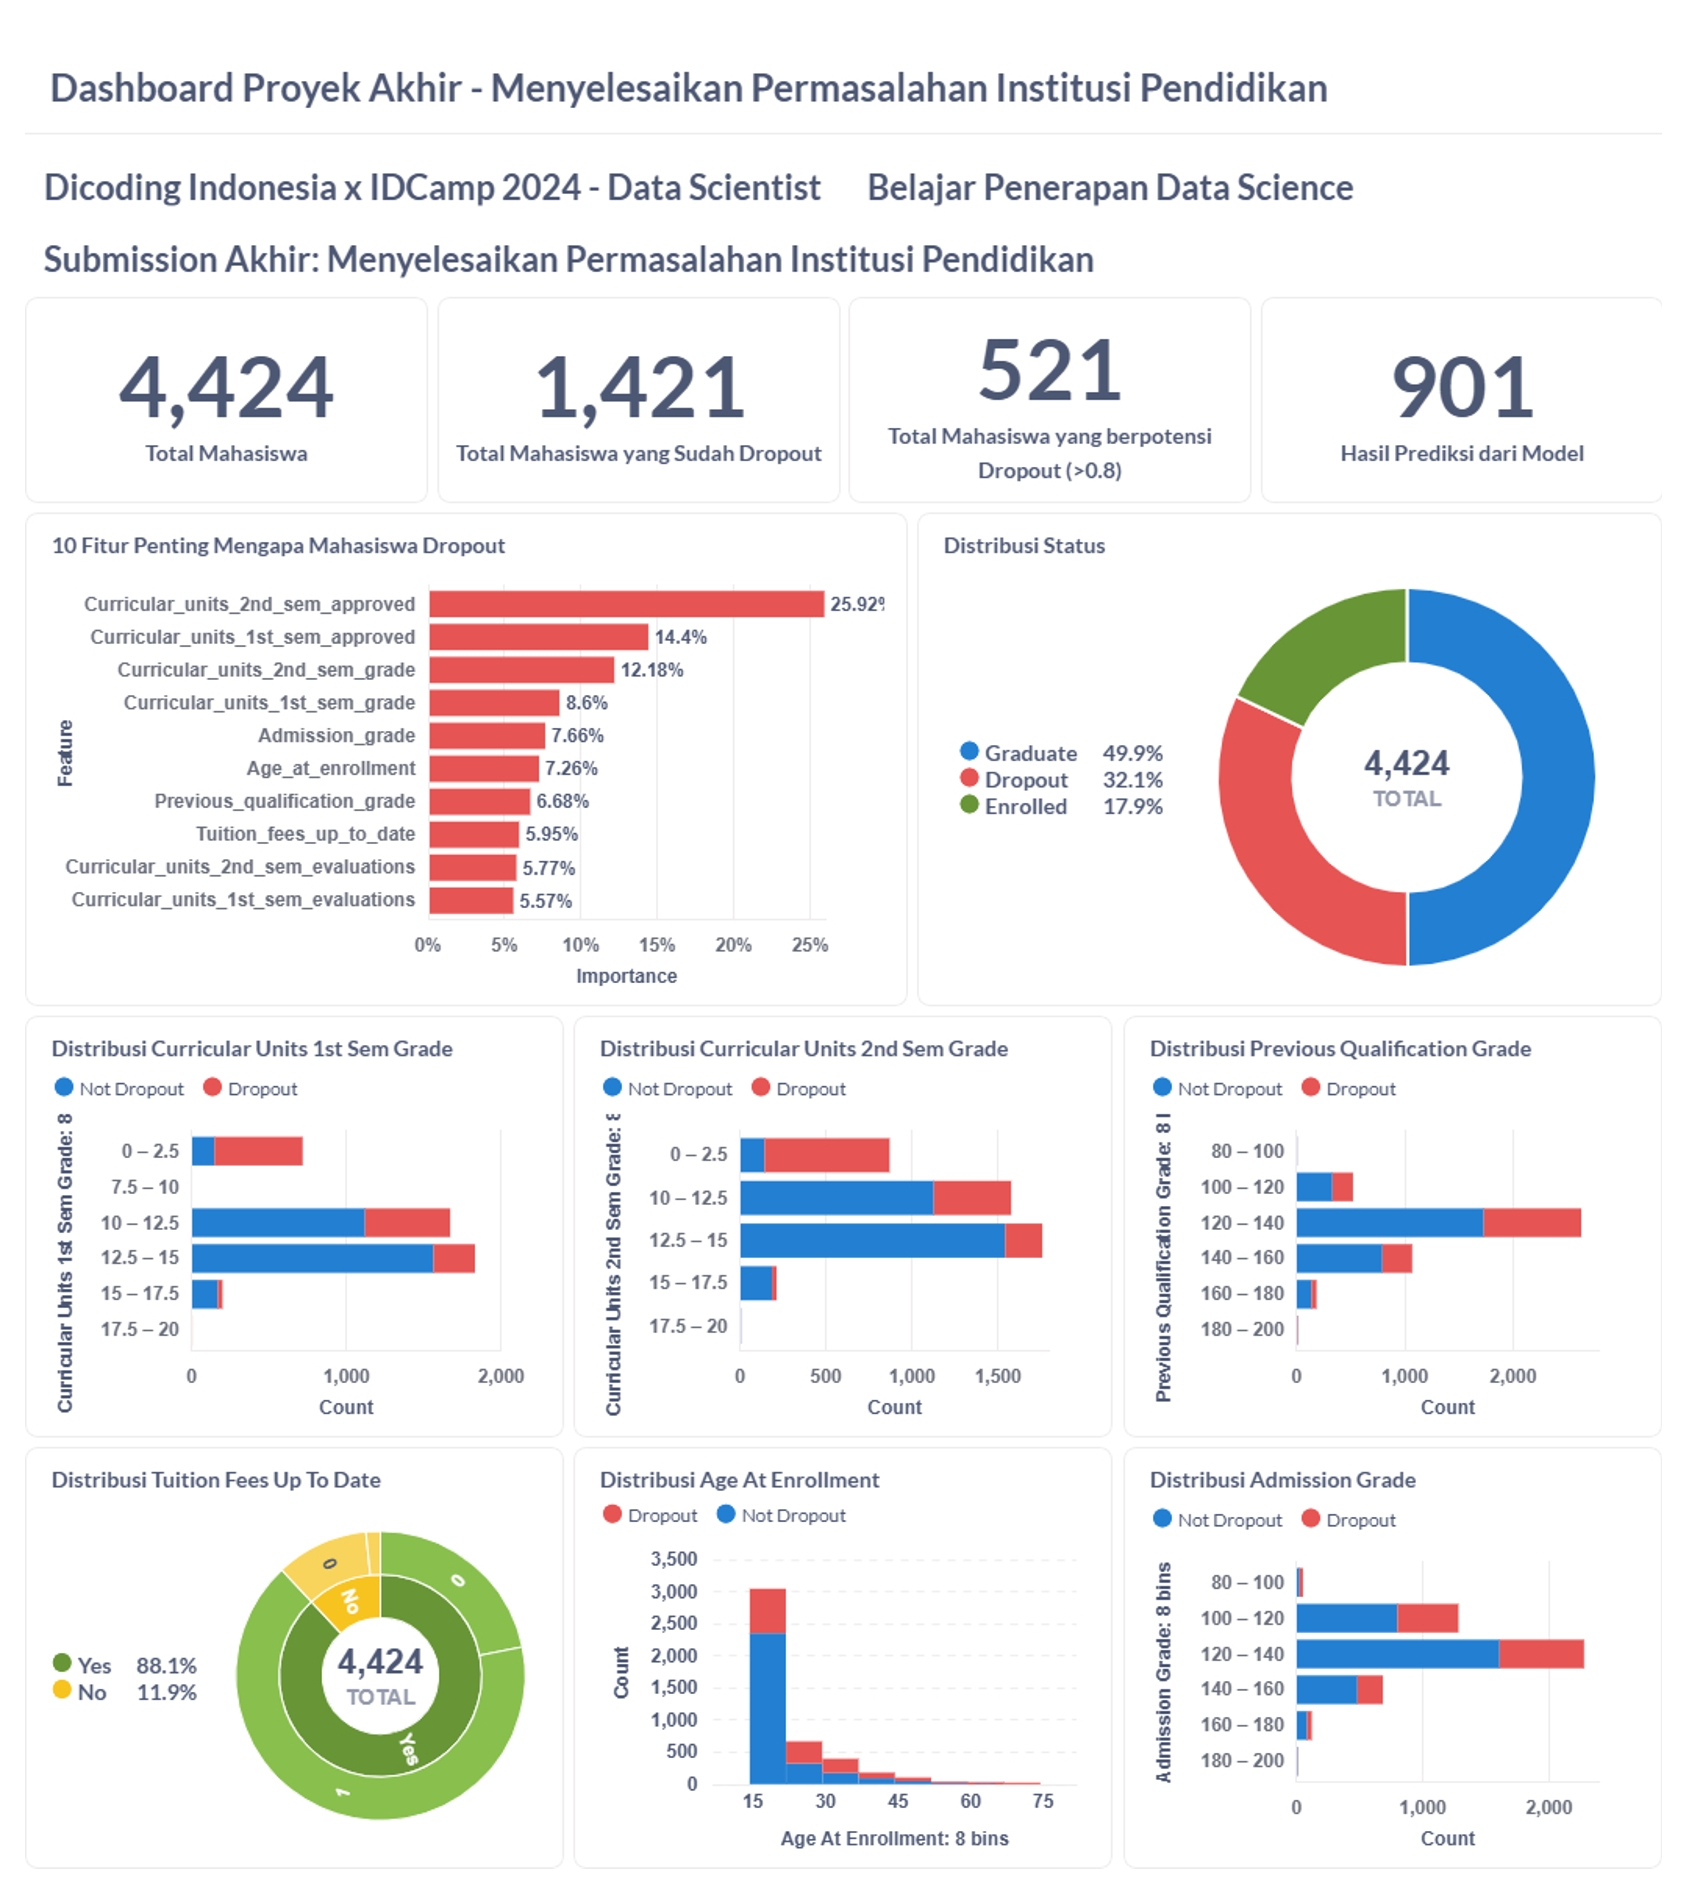 Dashboard Proyek Akhir - Menyelesaikan Permasalahan Institusi Pendidikan
Dicoding Indonesia x IDCamp 2024 - Data Scientist
Belajar Penerapan Data Science
Submission Akhir: Menyelesaikan Permasalahan Institusi Pendidikan
4,424
Total Mahasiswa
1,421
Total Mahasiswa yang Sudah Dropout
521
Total Mahasiswa yang berpotensi
Dropout (>0.8)
901
Hasil Prediksi dari Model
10 Fitur Penting Mengapa Mahasiswa Dropout
Feature
Curricular_units_2nd_sem_approved 25.92%
Curricular_units_1st_sem_approved 14.4%
Curricular_units_2nd_sem_grade 12.18%
Curricular_units_1st_sem_grade 8.6%
Admission_grade 7.66%
Age_at_enrollment 7.26%
Previous_qualification_grade 6.68%
Tuition_fees_up_to_date 5.95%
Curricular_units_2nd_sem_evaluations 5.77%
Curricular_units_1st_sem_evaluations 5.57%
0% 5% 10% 15% 20% 25%
Importance
Distribusi Status
Graduate 49.9%
Dropout 32.1%
Enrolled 17.9%
4,424
TOTAL
Distribusi Curricular Units 1st Sem Grade
Not Dropout Dropout
Curricular Units 1st Sem Grade: 8
0 – 2.5
7.5 – 10
10 – 12.5
12.5 – 15
15 – 17.5
17.5 – 20
0 1,000 2,000
Count
Distribusi Curricular Units 2nd Sem Grade
Not Dropout Dropout
Curricular Units 2nd Sem Grade: 8
0 – 2.5
10 – 12.5
12.5 – 15
15 – 17.5
17.5 – 20
0 500 1,000 1,500
Count
Distribusi Previous Qualification Grade
Not Dropout Dropout
Previous Qualification Grade: 8
80 – 100
100 – 120
120 – 140
140 – 160
160 – 180
180 – 200
0 1,000 2,000
Count
Distribusi Tuition Fees Up To Date
Yes 88.1%
No 11.9%
0
0
No
4,424
TOTAL
Yes
1
Distribusi Age At Enrollment
Dropout Not Dropout
Count
3,500
3,000
2,500
2,000
1,500
1,000
500
0
15 30 45 60 75
Age At Enrollment: 8 bins
Distribusi Admission Grade
Not Dropout Dropout
Admission Grade: 8 bins
80 – 100
100 – 120
120 – 140
140 – 160
160 – 180
180 – 200
0 1,000 2,000
Count